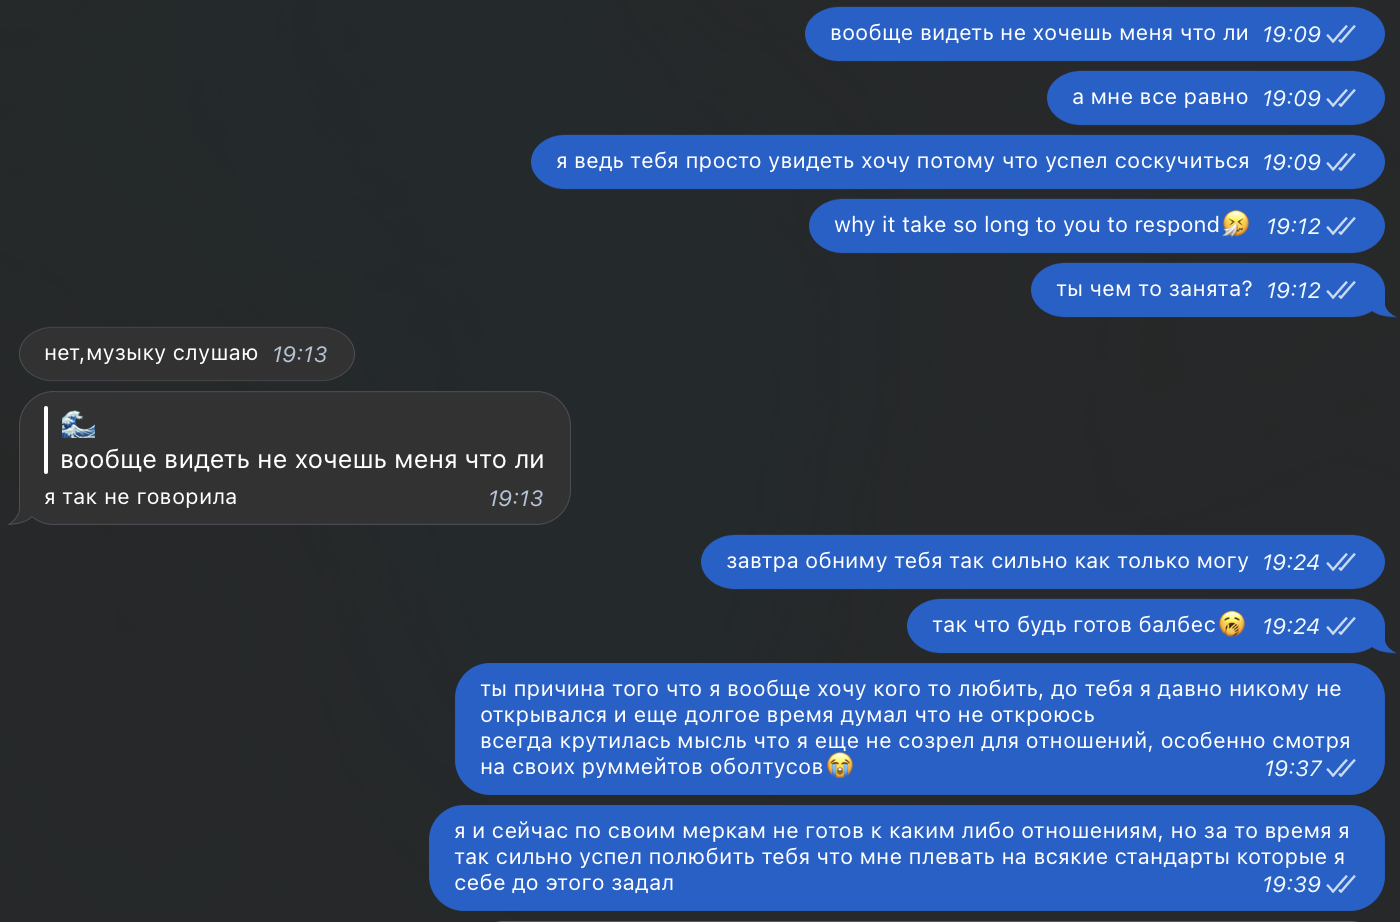 вообще видеть не хочешь меня что ли 19:09
а мне все равно 19:09
я ведь тебя просто увидеть хочу потому что успел соскучиться 19:09
why it take so long to you to respond🤧 19:12
ты чем то занята? 19:12
нет,музыку слушаю 19:13
🌊
вообще видеть не хочешь меня что ли
я так не говорила 19:13
завтра обниму тебя так сильно как только могу 19:24
так что будь готов балбес🥱 19:24
ты причина того что я вообще хочу кого то любить, до тебя я давно никому не
открывался и еще долгое время думал что не откроюсь
всегда крутилась мысль что я еще не созрел для отношений, особенно смотря
на своих руммейтов оболтусов😭 19:37
я и сейчас по своим меркам не готов к каким либо отношениям, но за то время я
так сильно успел полюбить тебя что мне плевать на всякие стандарты которые я
себе до этого задал 19:39